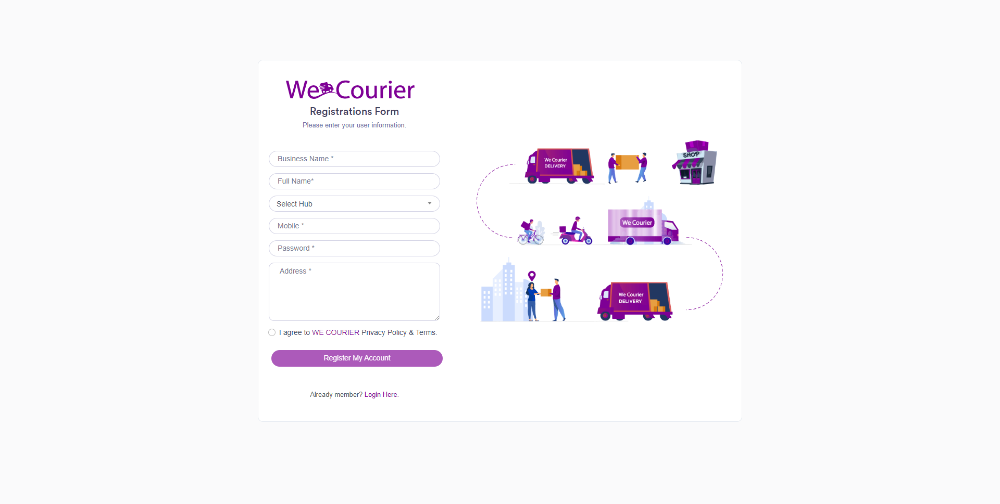 We Courier
Registrations Form
Please enter your user information.
Business Name *
Full Name*
Select Hub
Mobile *
Password *
Address *
I agree to WE COURIER Privacy Policy & Terms.
Register My Account
Already member? Login Here.
We Courier
DELIVERY
SHOP
We Courier
We Courier
DELIVERY